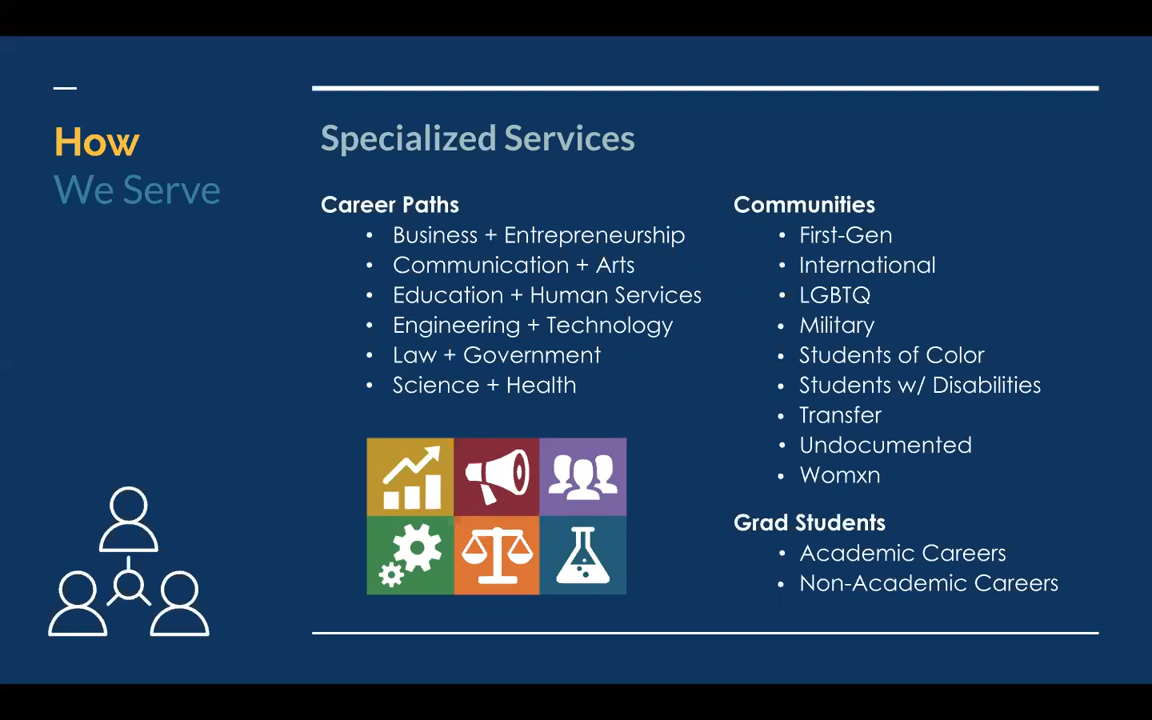 How
We Serve
Specialized Services
Career Paths
• Business + Entrepreneurship
• Communication + Arts
• Education + Human Services
• Engineering + Technology
• Law + Government
• Science + Health
Communities
• First-Gen
• International
• LGBTQ
• Military
• Students of Color
• Students w/ Disabilities
• Transfer
• Undocumented
• Womxn
Grad Students
• Academic Careers
• Non-Academic Careers